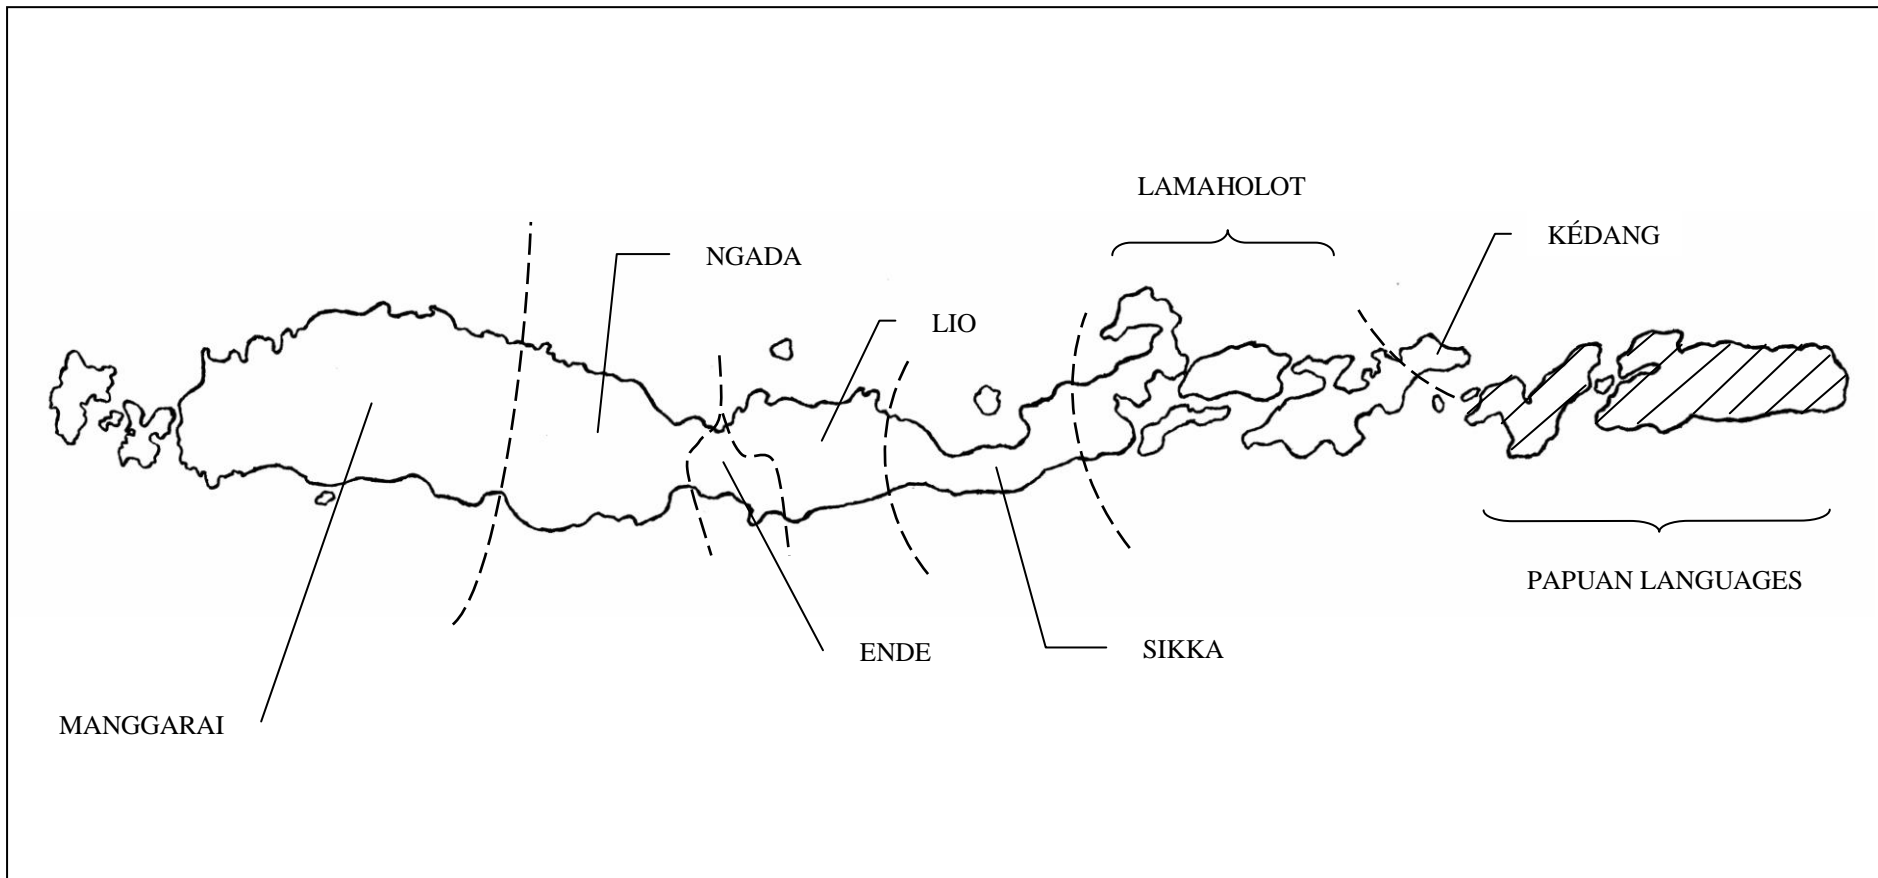 LAMAHOLOT
KÉDANG
NGADA
LIO
PAPUAN LANGUAGES
ENDE
SIKKA
MANGGARAI